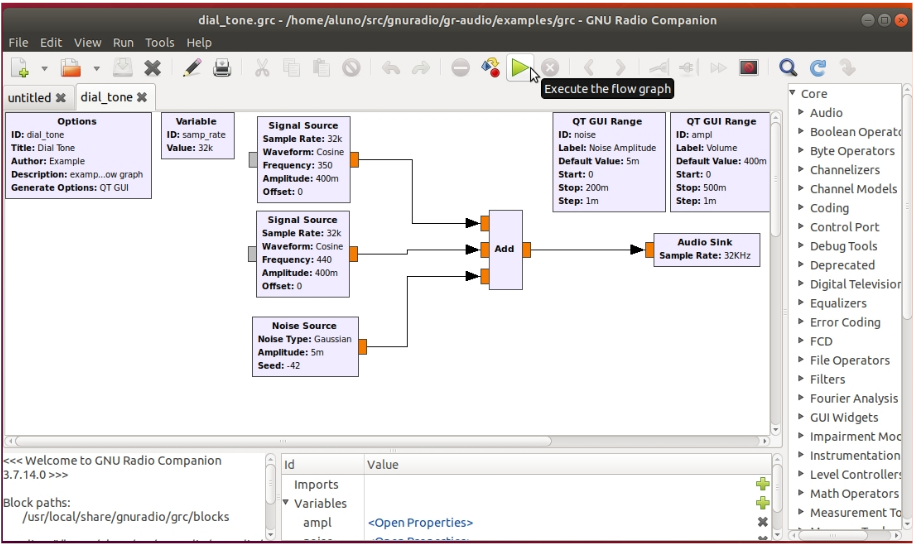 dial_tone.grc - /home/aluno/src/gnuradio/gr-audio/examples/grc - GNU Radio Companion
File Edit View Run Tools Help
Execute the flow graph
untitled
dial_tone
Options
ID: dial_tone
Title: Dial Tone
Author: Example
Description: examp...ow graph
Generate Options: QT GUI
Variable
ID: samp_rate
Value: 32k
Signal Source
Sample Rate: 32k
Waveform: Cosine
Frequency: 350
Amplitude: 400m
Offset: 0
Signal Source
Sample Rate: 32k
Waveform: Cosine
Frequency: 440
Amplitude: 400m
Offset: 0
Noise Source
Noise Type: Gaussian
Amplitude: 5m
Seed: -42
Add
QT GUI Range
ID: noise
Label: Noise Amplitude
Default Value: 5m
Start: 0
Stop: 200m
Step: 1m
QT GUI Range
ID: ampl
Label: Volume
Default Value: 400m
Start: 0
Stop: 500m
Step: 1m
Audio Sink
Sample Rate: 32KHz
Core
Audio
Boolean Operato
Byte Operators
Channelizers
Channel Models
Coding
Control Port
Debug Tools
Deprecated
Digital Television
Equalizers
Error Coding
FCD
File Operators
Filters
Fourier Analysis
GUI Widgets
Impairment Mod
Instrumentation
Level Controllers
Math Operators
Measurement To
<<< Welcome to GNU Radio Companion
3.7.14.0 >>>
Block paths:
/usr/local/share/gnuradio/grc/blocks
Id Value
Imports
Variables
ampl <Open Properties>